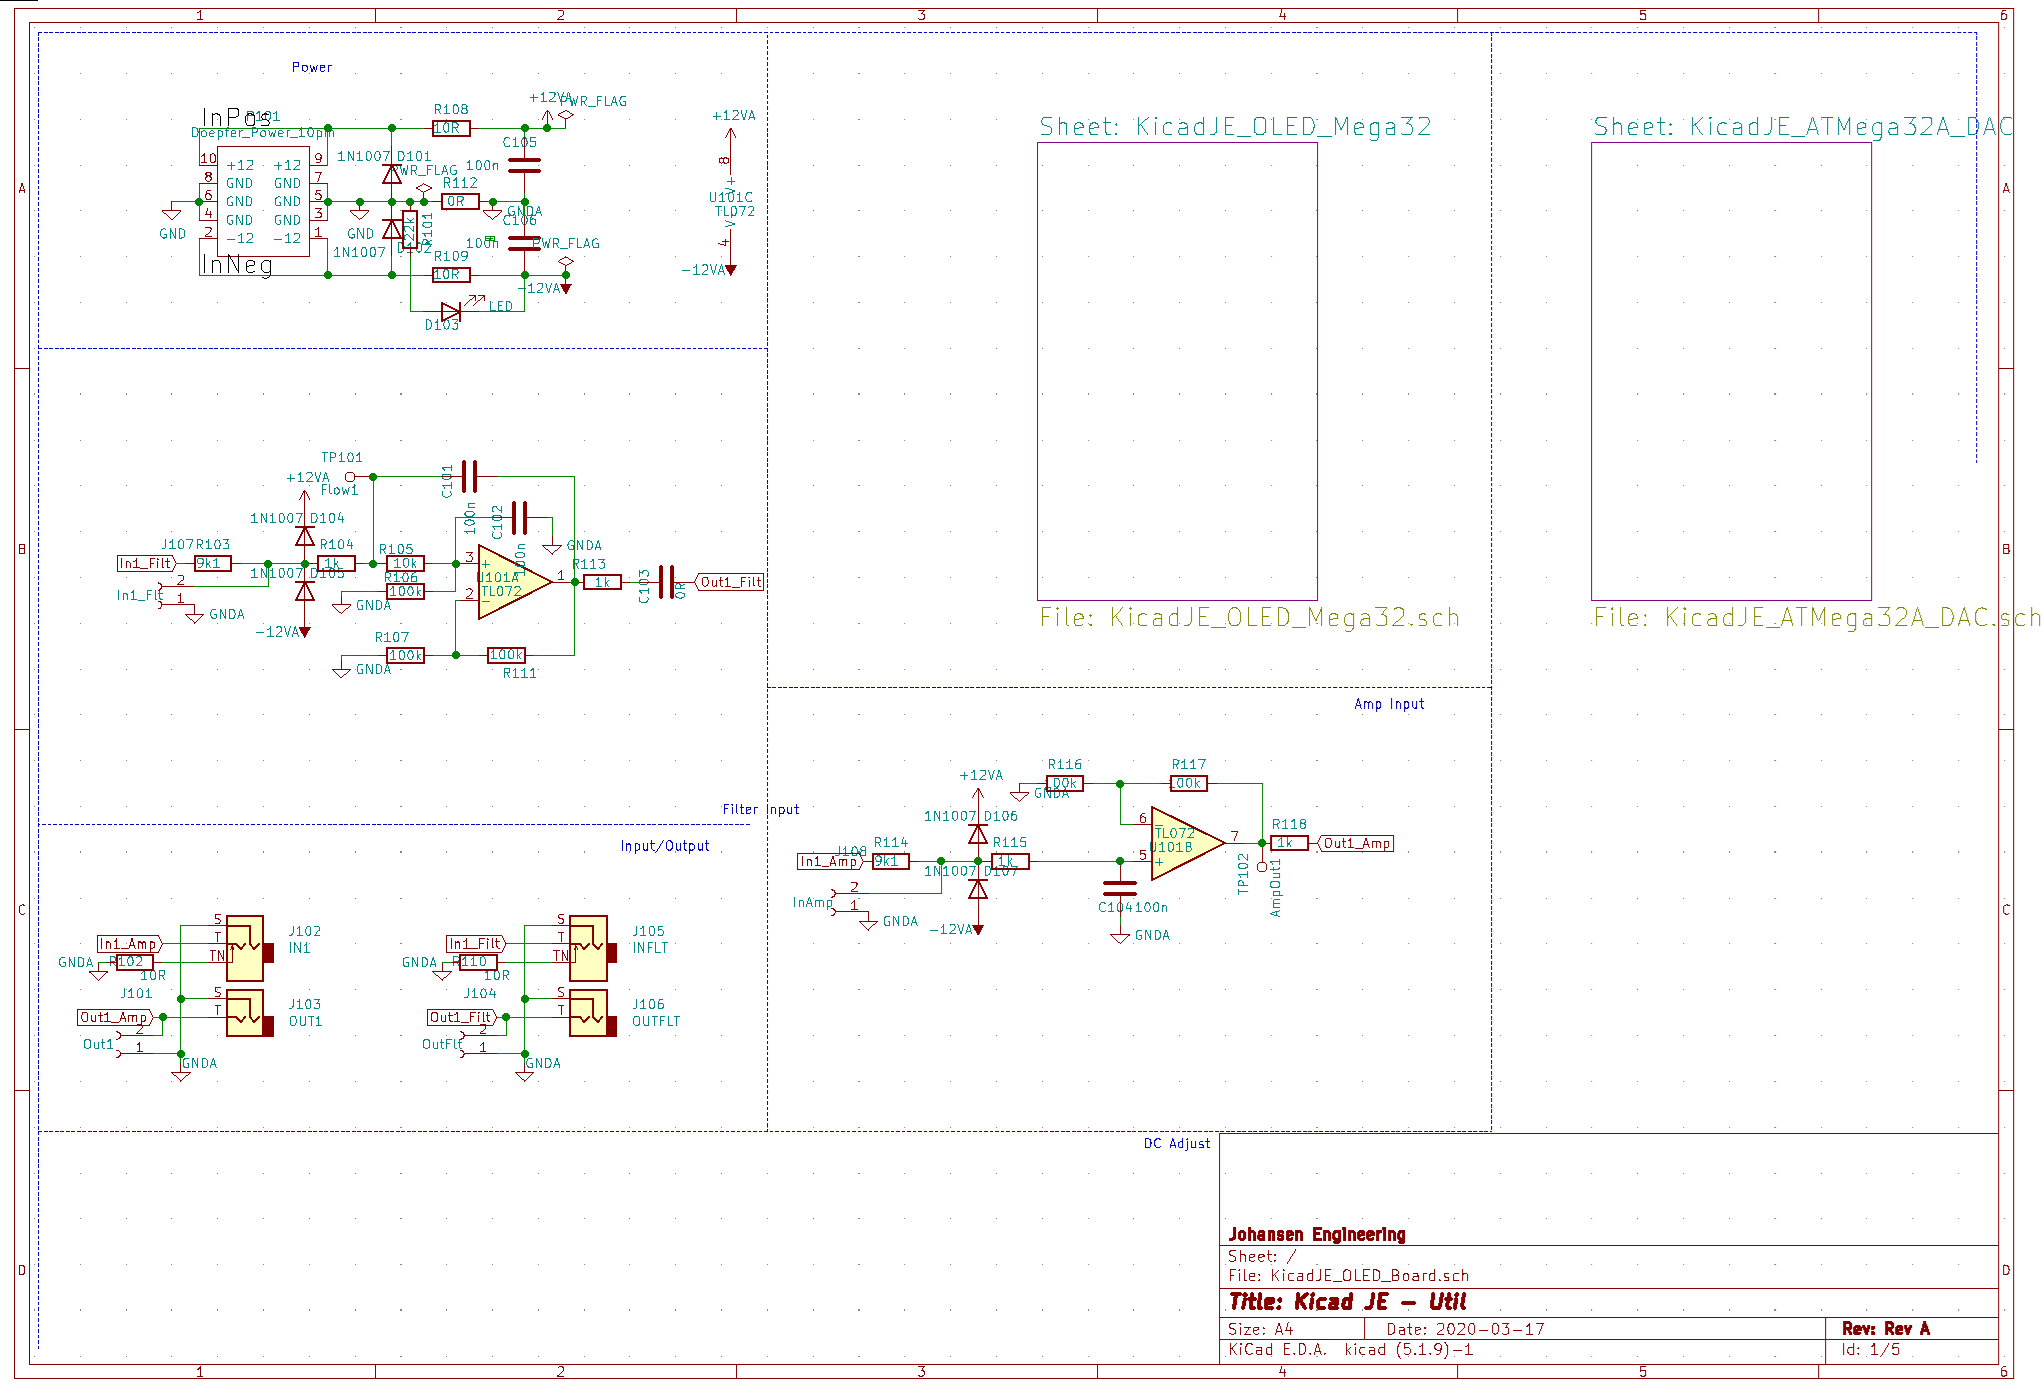 1 2 3 4 5 6
Power
InPos
Doepfer_Power_10pin
10 +12 +12 9
8 GND GND 7
6 GND GND 5
4 GND GND 3
2 -12 -12 1
InNeg
GND
GND
1N1007 D101
1N1007
D102
R108
10R
+12VA
PWR_FLAG
C105
100n
PWR_FLAG
R112
0R
GNDA
C106
100n
PWR_FLAG
22k
R101
R109
10R
-12VA
LED
D103
+12VA
8
V+
U101C
TL072
V-
4
-12VA
Sheet: KicadJE_OLED_Mega32
File: KicadJE_OLED_Mega32.sch
Sheet: KicadJE_ATMega32A_DAC
File: KicadJE_ATMega32A_DAC.sch
A A
B B
C C
D D
TP101
Flow1
+12VA
1N1007 D104
J107
R103
In1_Filt
9k1
2
In1_Flt
1
GNDA
1N1007 D105
-12VA
R104
1k
R105
10k
R106
100k
GNDA
C101
100n
C102
100n
GNDA
3
+
U101A
TL072
2
-
1
R113
1k
C103
0R
Out1_Filt
R107
100k
GNDA
100k
R111
Filter Input
Input/Output
Amp Input
+12VA
1N1007 D106
J108
R114
In1_Amp
9k1
2
InAmp
1
GNDA
1N1007 D107
-12VA
R115
1k
R116
GNDA
R117
6
-
TL072
U101B
5
+
7
C104
100n
GNDA
TP102
AmpOut1
R118
1k
Out1_Amp
In1_Amp
GNDA
R102
10R
S
T
TN
J102
IN1
J101
Out1_Amp
2
Out1
1
S
T
J103
OUT1
GNDA
In1_Filt
GNDA
R110
10R
S
T
TN
J105
INFLT
J104
Out1_Filt
2
OutFlt
1
S
T
J106
OUTFLT
GNDA
DC Adjust
Johansen Engineering
Sheet: /
File: KicadJE_OLED_Board.sch
Title: Kicad JE - Util
Size: A4 Date: 2020-03-17 Rev: Rev A
KiCad E.D.A. kicad (5.1.9)-1 Id: 1/5
1 2 3 4 5 6